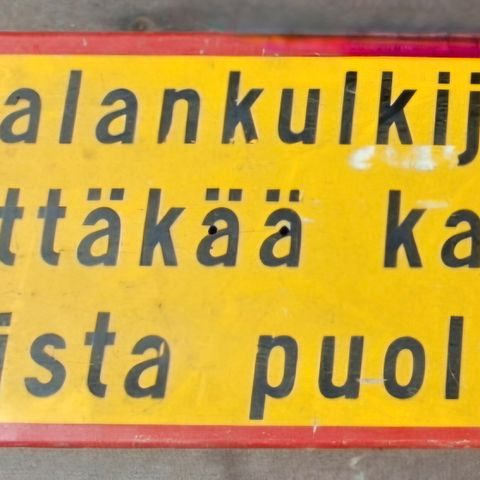 alankulkij
ttäkää ka
ista puol